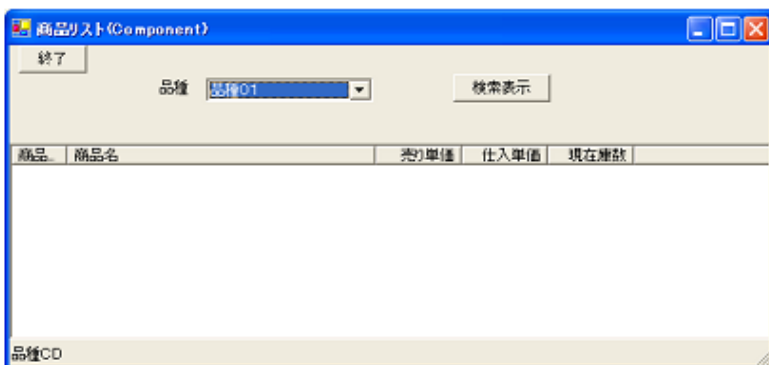 商品リスト(Component)
終了
品種 品種01 検索表示
商品... 商品名 売り単価 仕入単価 現在庫数
品種CD